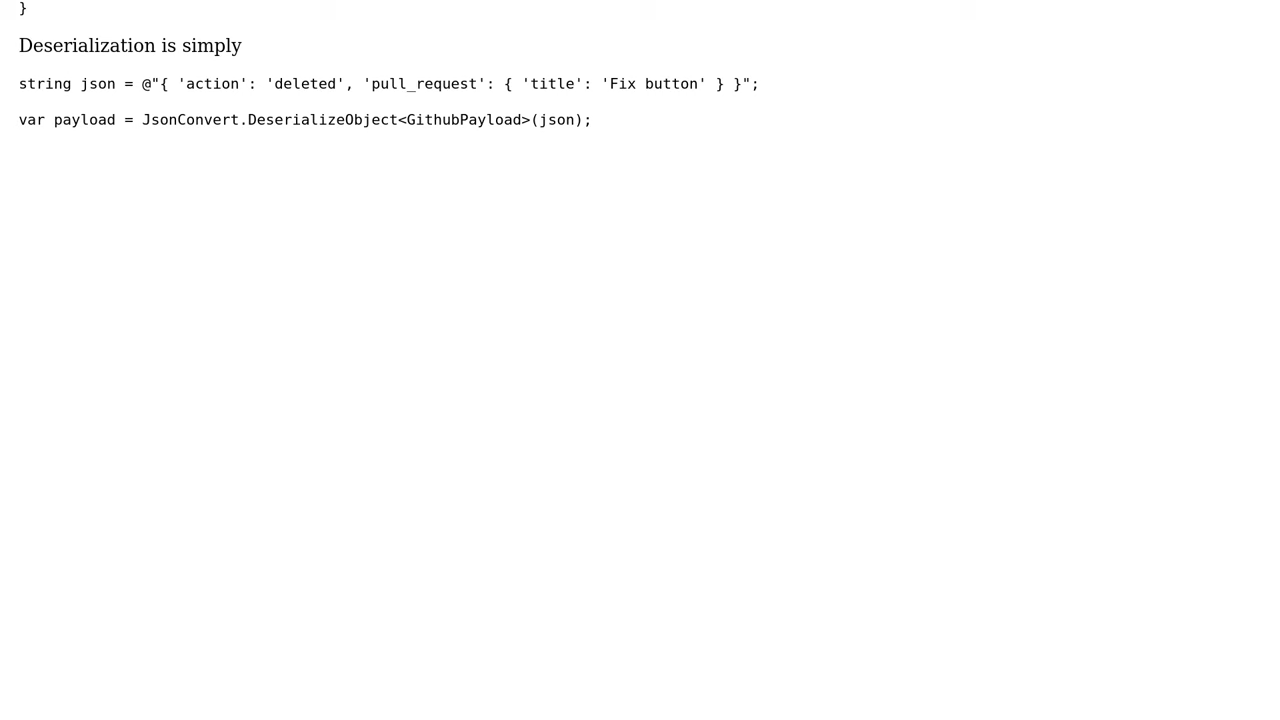 }
Deserialization is simply
string json = @"{ 'action': 'deleted', 'pull_request': { 'title': 'Fix button' } }";
var payload = JsonConvert.DeserializeObject<GithubPayload>(json);